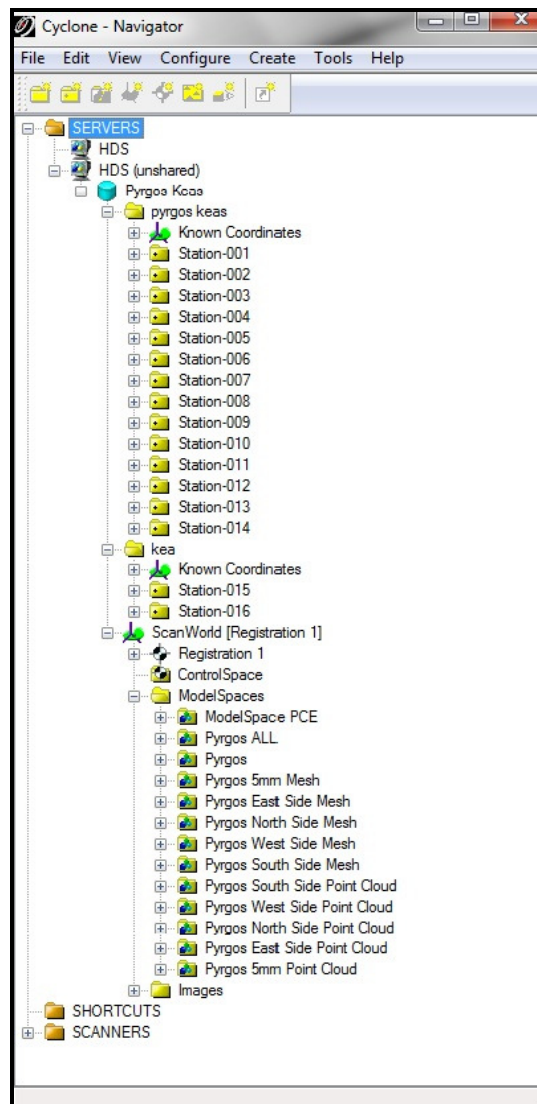 Cyclone - Navigator
File Edit View Configure Create Tools Help
SERVERS
HDS
HDS (unshared)
Pyrgos Keas
pyrgos keas
Known Coordinates
Station-001
Station-002
Station-003
Station-004
Station-005
Station-006
Station-007
Station-008
Station-009
Station-010
Station-011
Station-012
Station-013
Station-014
kea
Known Coordinates
Station-015
Station-016
ScanWorld [Registration 1]
Registration 1
ControlSpace
ModelSpaces
ModelSpace PCE
Pyrgos ALL
Pyrgos
Pyrgos 5mm Mesh
Pyrgos East Side Mesh
Pyrgos North Side Mesh
Pyrgos West Side Mesh
Pyrgos South Side Mesh
Pyrgos South Side Point Cloud
Pyrgos West Side Point Cloud
Pyrgos North Side Point Cloud
Pyrgos East Side Point Cloud
Pyrgos 5mm Point Cloud
Images
SHORTCUTS
SCANNERS